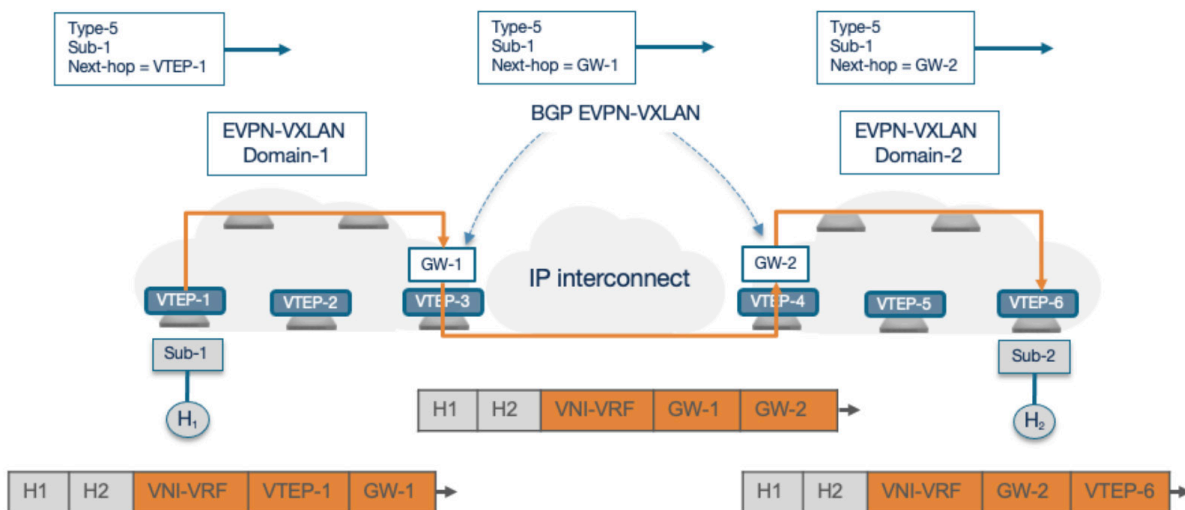 Type-5
Sub-1
Next-hop = VTEP-1
Type-5
Sub-1
Next-hop = GW-1
Type-5
Sub-1
Next-hop = GW-2
EVPN-VXLAN
Domain-1
BGP EVPN-VXLAN
EVPN-VXLAN
Domain-2
GW-1
IP interconnect
GW-2
VTEP-1
VTEP-2
VTEP-3
VTEP-4
VTEP-5
VTEP-6
Sub-1
Sub-2
H1
H2
H1 H2 VNI-VRF GW-1 GW-2
H1 H2 VNI-VRF VTEP-1 GW-1
H1 H2 VNI-VRF GW-2 VTEP-6